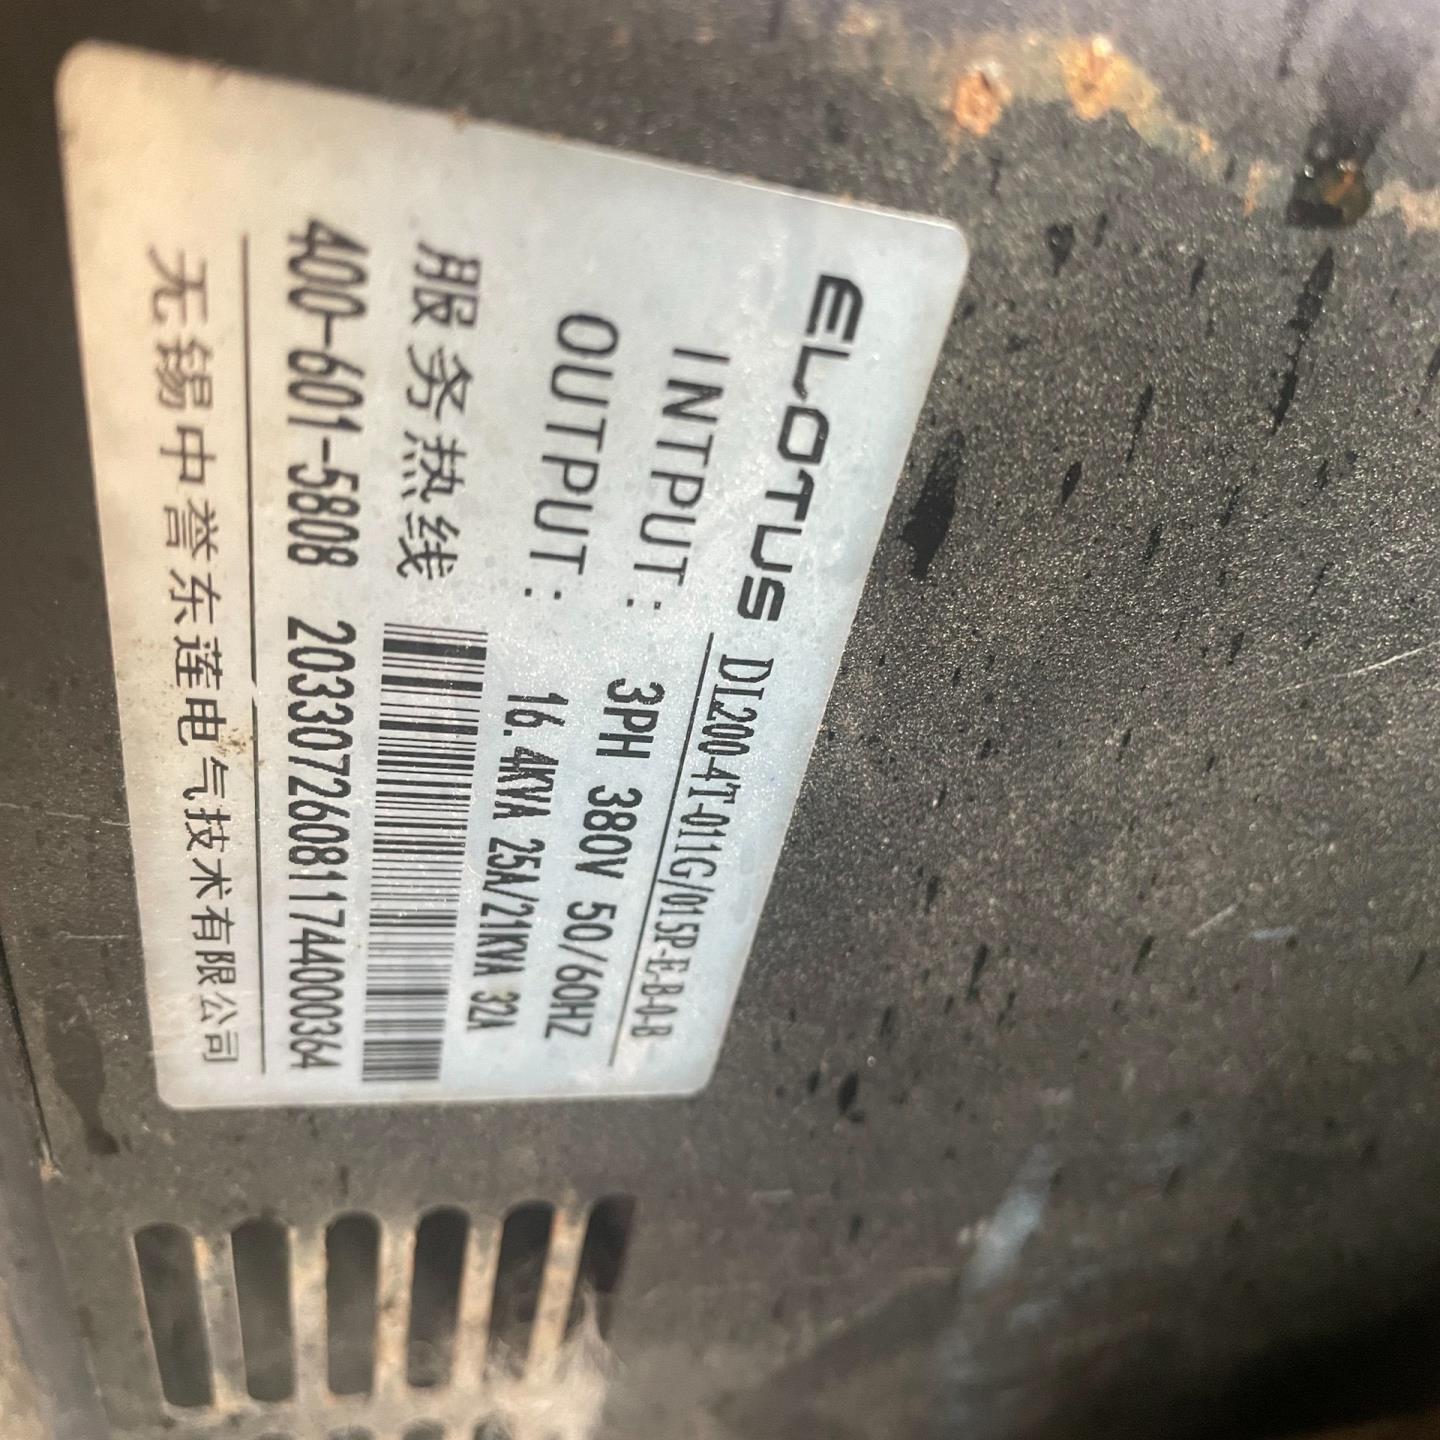 ELOTUS DL200-4T-011G/015P-E-B-0-B
INTPUT: 3PH 380V 50/60HZ
OUTPUT: 16.4KVA 25A/21KVA 32A
服务热线
400-601-5808 2033072608117440000364
无锡中誉东莲电气技术有限公司